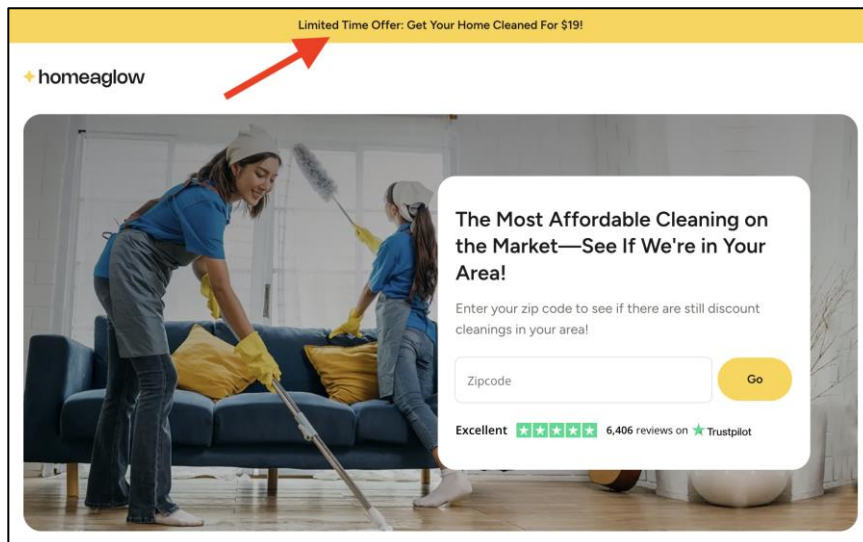 Limited Time Offer: Get Your Home Cleaned For $19!
homeaglow
The Most Affordable Cleaning on
the Market—See If We're in Your
Area!
Enter your zip code to see if there are still discount
cleanings in your area!
Zipcode
Go
Excellent 6,406 reviews on Trustpilot